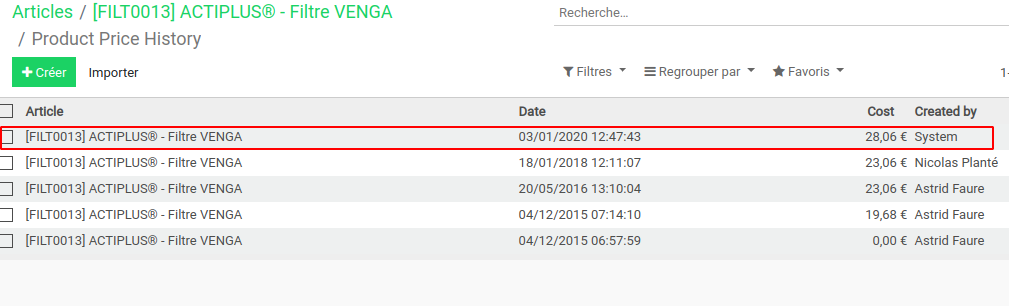 Articles / [FILT0013] ACTIPLUS® - Filtre VENGA
Recherche...
/ Product Price History
+ Créer Importer Filtres Regrouper par Favoris 1-
Article Date Cost Created by
[FILT0013] ACTIPLUS® - Filtre VENGA 03/01/2020 12:47:43 28,06 € System
[FILT0013] ACTIPLUS® - Filtre VENGA 18/01/2018 12:11:07 23,06 € Nicolas Planté
[FILT0013] ACTIPLUS® - Filtre VENGA 20/05/2016 13:10:04 23,06 € Astrid Faure
[FILT0013] ACTIPLUS® - Filtre VENGA 04/12/2015 07:14:10 19,68 € Astrid Faure
[FILT0013] ACTIPLUS® - Filtre VENGA 04/12/2015 06:57:59 0,00 € Astrid Faure